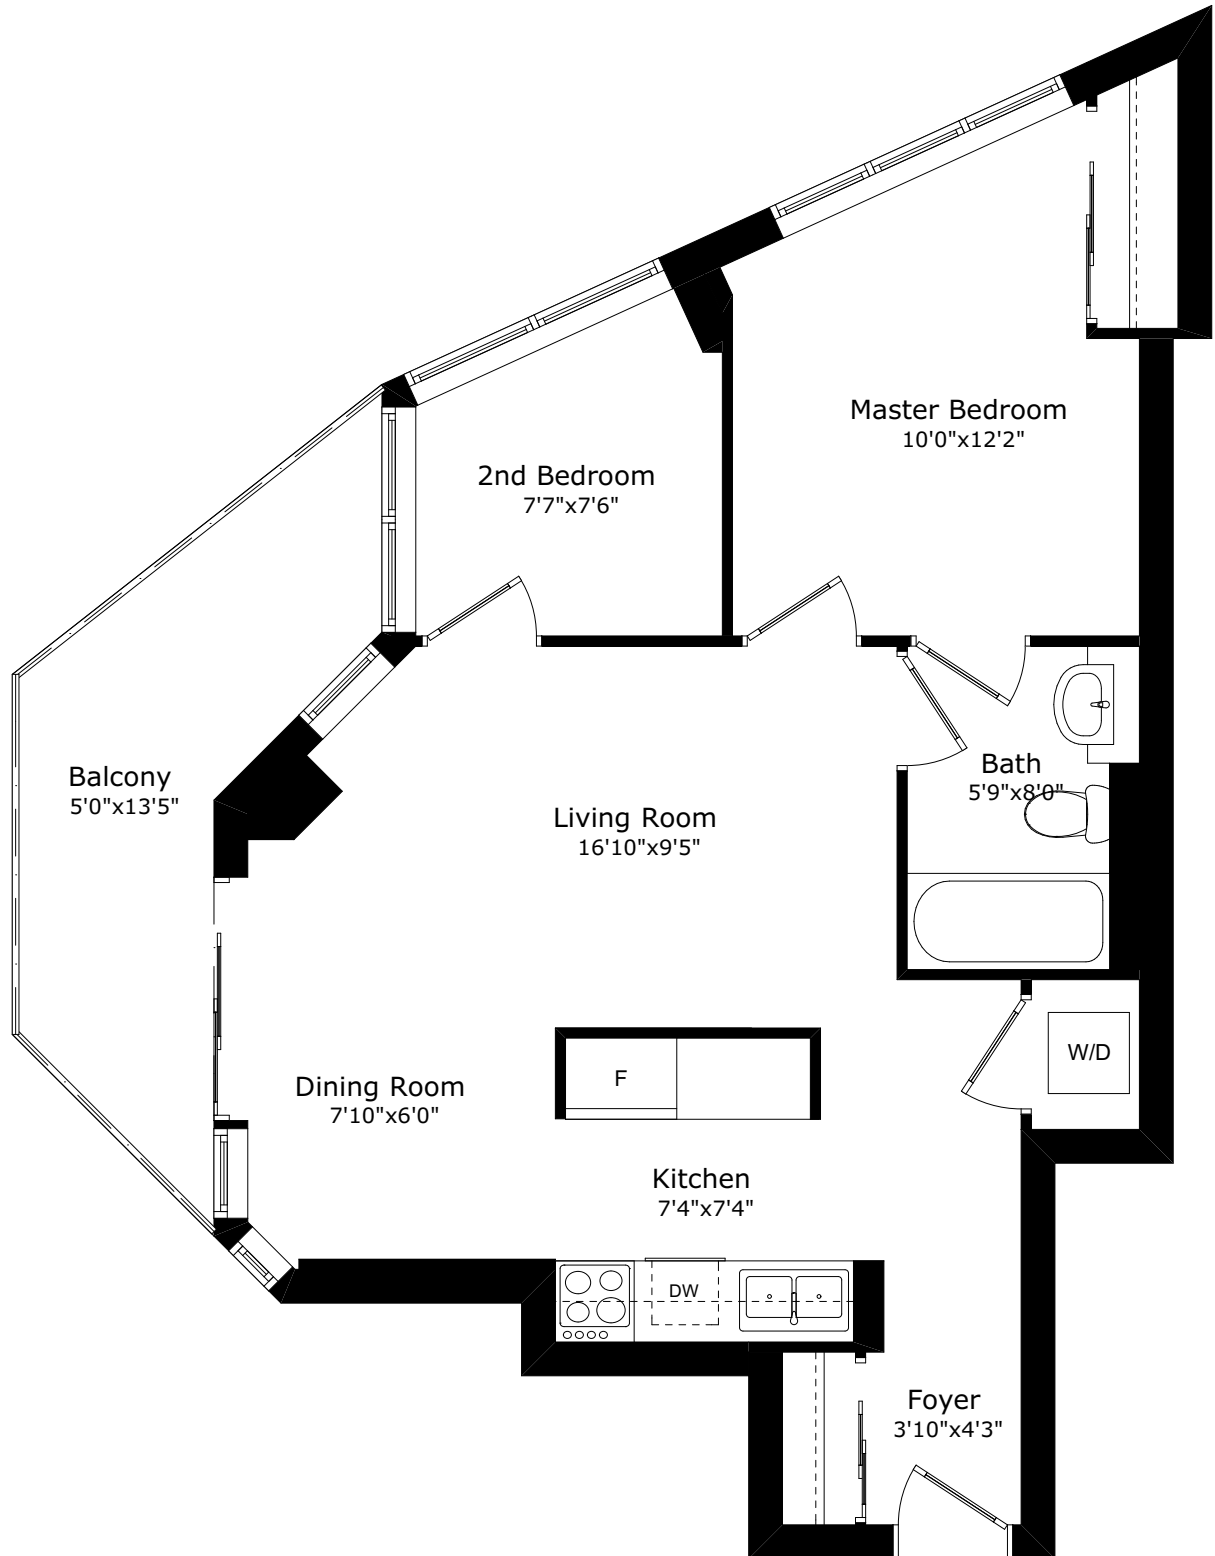 Master Bedroom
10'0"x12'2"
2nd Bedroom
7'7"x7'6"
Balcony
5'0"x13'5"
Living Room
16'10"x9'5"
Bath
5'9"x8'0"
Dining Room
7'10"x6'0"
F
W/D
Kitchen
7'4"x7'4"
DW
Foyer
3'10"x4'3"